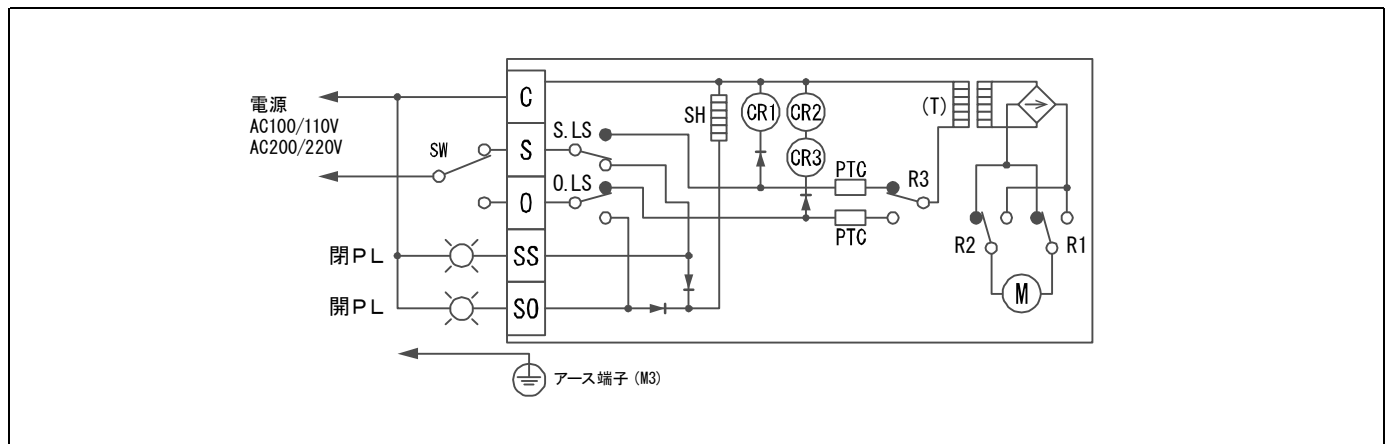 電源
AC100/110V
AC200/220V
SW
C
S
O
SS
SO
S.LS
O.LS
SH
CR1
CR2
CR3
PTC
PTC
R3
(T)
R2
R1
M
閉PL
開PL
アース端子 (M3)